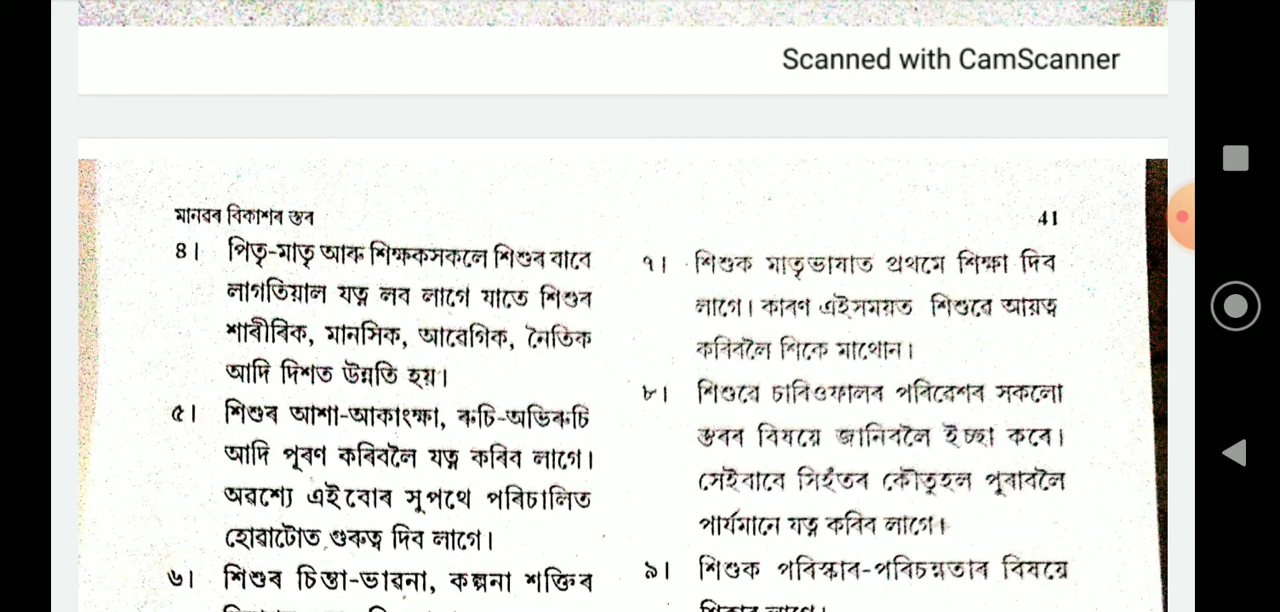 Scanned with CamScanner
মানৱৰ বিকাশৰ স্তৰ
41
৪। পিতৃ-মাতৃ আৰু শিক্ষকসকলে শিশুৰ বাবে
লাগতিয়াল যত্ন লব লাগে যাতে শিশুৰ
শাৰীৰিক, মানসিক, আৱেগিক, নৈতিক
আদি দিশত উন্নতি হয়।
৫। শিশুৰ আশা-আকাংক্ষা, ৰুচি-অভিৰুচি
আদি পূৰণ কৰিবলৈ যত্ন কৰিব লাগে।
অৱশ্যে এইবোৰ সুপথে পৰিচালিত
হোৱাটোত গুৰুত্ব দিব লাগে।
৬। শিশুৰ চিন্তা-ভাৱনা, কল্পনা শক্তিৰ
৭। শিশুক মাতৃভাষাত প্ৰথমে শিক্ষা দিব
লাগে। কাৰণ এইসময়ত শিশুৱে আয়ত্ব
কৰিবলৈ শিকে মাথোন।
৮। শিশুৱে চাৰিওফালৰ পৰিৱেশৰ সকলো
স্তৰৰ বিষয়ে জানিবলৈ ইচ্ছা কৰে।
সেইবাবে সিহঁতৰ কৌতুহল পূৰাবলৈ
পাৰ্যমানে যত্ন কৰিব লাগে।
৯। শিশুক পৰিস্কাৰ-পৰিচন্নতাৰ বিষয়ে